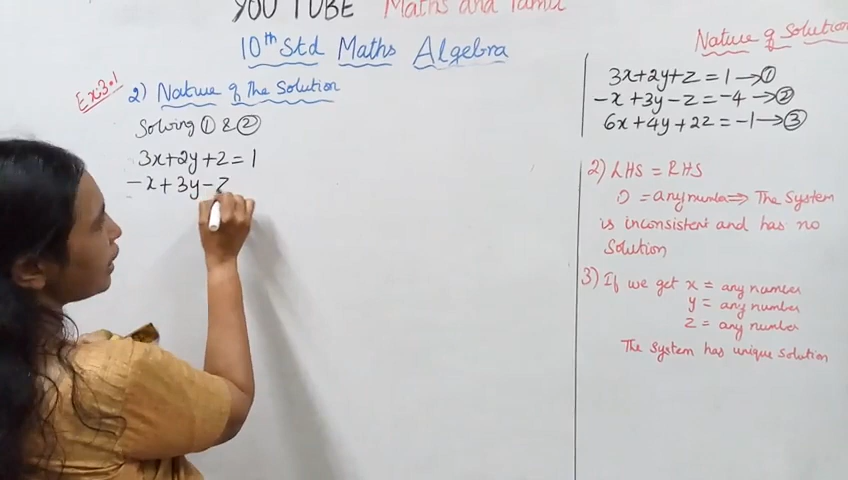 YOU TUBE Maths and Tamil
10th Std Maths Algebra
Ex:3.1
2) Nature of The Solution
Solving ① & ②
3x+2y+z=1
-x+3y-z
Nature of Solution
3x+2y+z=1→①
-x+3y-z=-4→②
6x+4y+2z=-1→③
2) LHS = RHS
0 = any number ⇒ The System
is inconsistent and has no
Solution
3) If we get x = any number
y = any number
z = any number
The System has unique solution